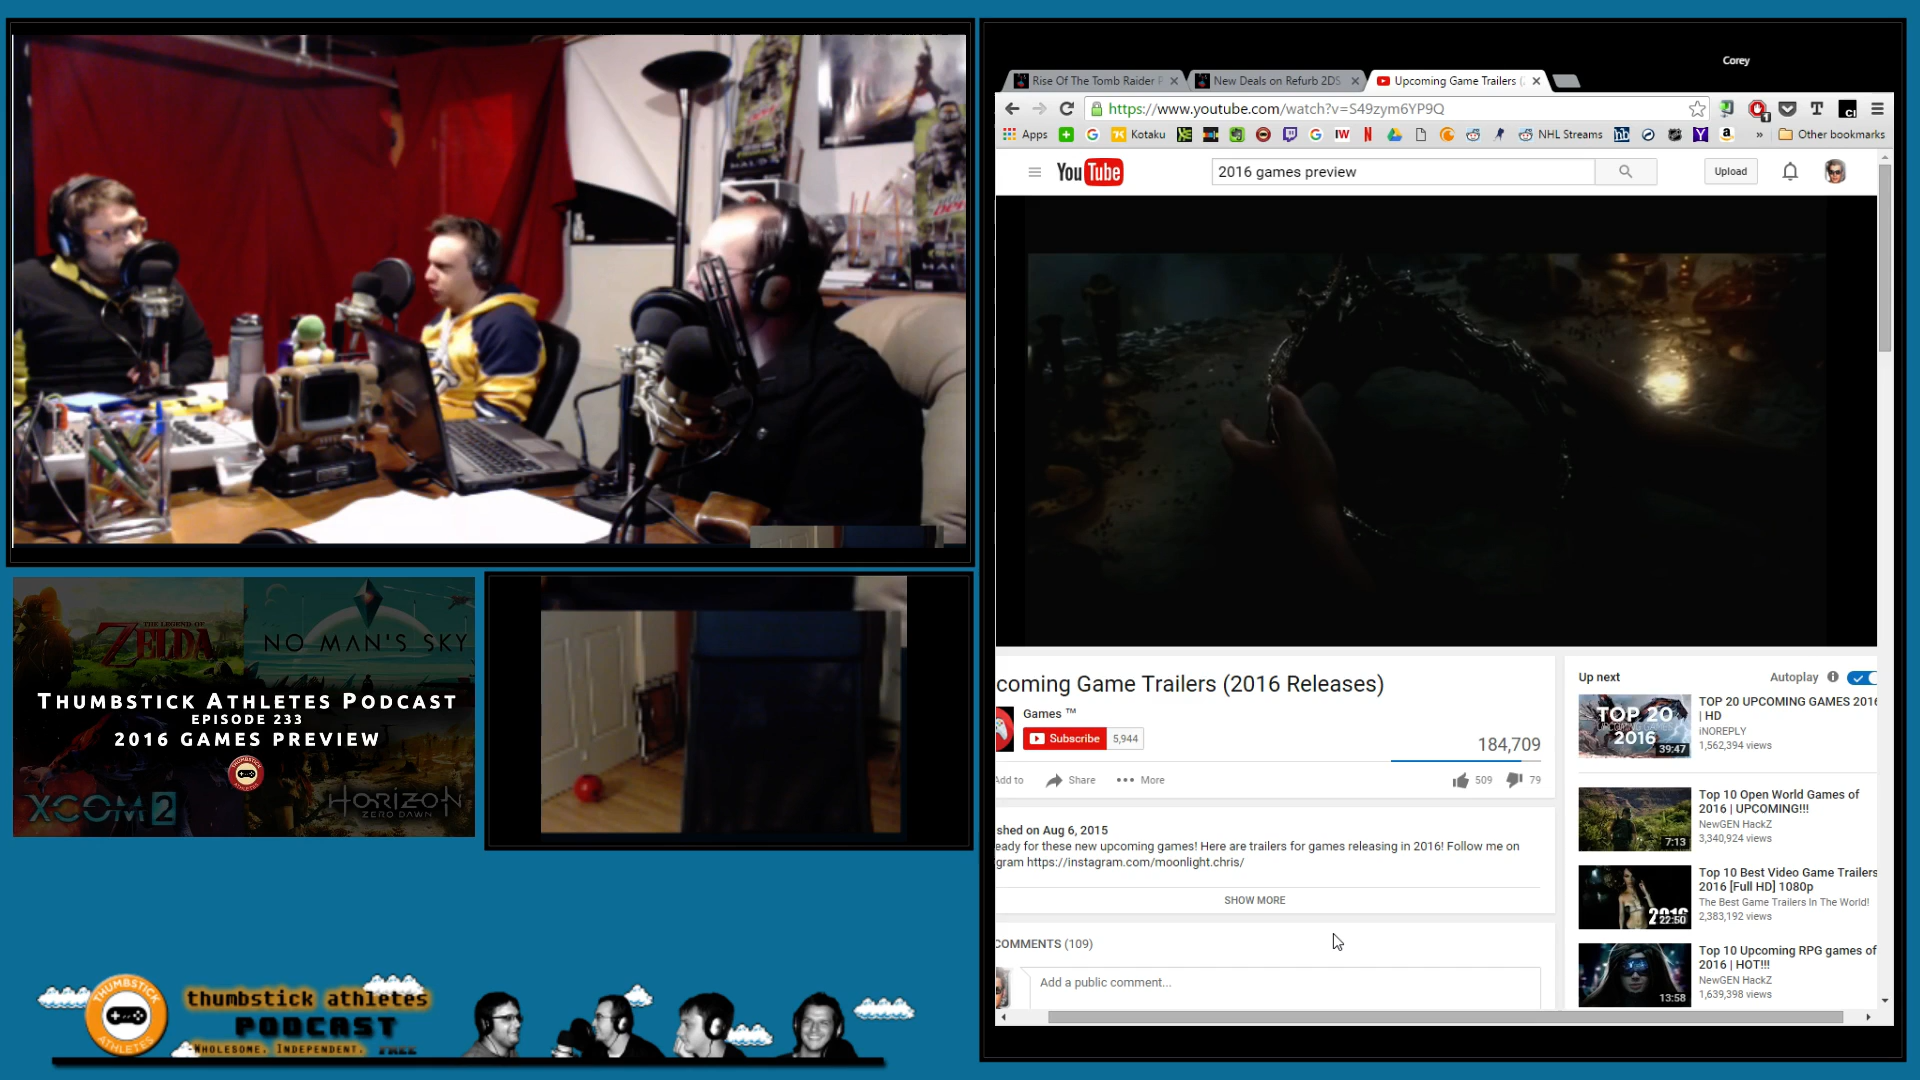 Corey
Rise Of The Tomb Raider
New Deals on Refurb 2DS
Upcoming Game Trailers (
https://www.youtube.com/watch?v=S49zym6YP9Q
Apps
Kotaku
IW
NHL Streams
Other bookmarks
YouTube
2016 games preview
Upload
coming Game Trailers (2016 Releases)
Games ™
Subscribe 5,944
184,709
Add to Share More
509 79
shed on Aug 6, 2015
eady for these new upcoming games! Here are trailers for games releasing in 2016! Follow me on
gram https://instagram.com/moonlight.chris/
SHOW MORE
COMMENTS (109)
Add a public comment...
Up next Autoplay
TOP 20
2016
39:47
TOP 20 UPCOMING GAMES 2016
| HD
iNOREPLY
1,562,394 views
7:13
Top 10 Open World Games of
2016 | UPCOMING!!!
NewGEN HackZ
3,340,924 views
2016
22:50
Top 10 Best Video Game Trailers
2016 [Full HD] 1080p
The Best Game Trailers In The World!
2,383,192 views
13:58
Top 10 Upcoming RPG games of
2016 | HOT!!!
NewGEN HackZ
1,639,398 views
THE LEGEND OF
ZELDA
NO MAN'S SKY
THUMBSTICK ATHLETES PODCAST
EPISODE 233
2016 GAMES PREVIEW
XCOM 2
HORIZON
ZERO DAWN
THUMBSTICK
ATHLETES
thumbstick athletes
PODCAST
-WHOLESOME. INDEPENDENT. FREE